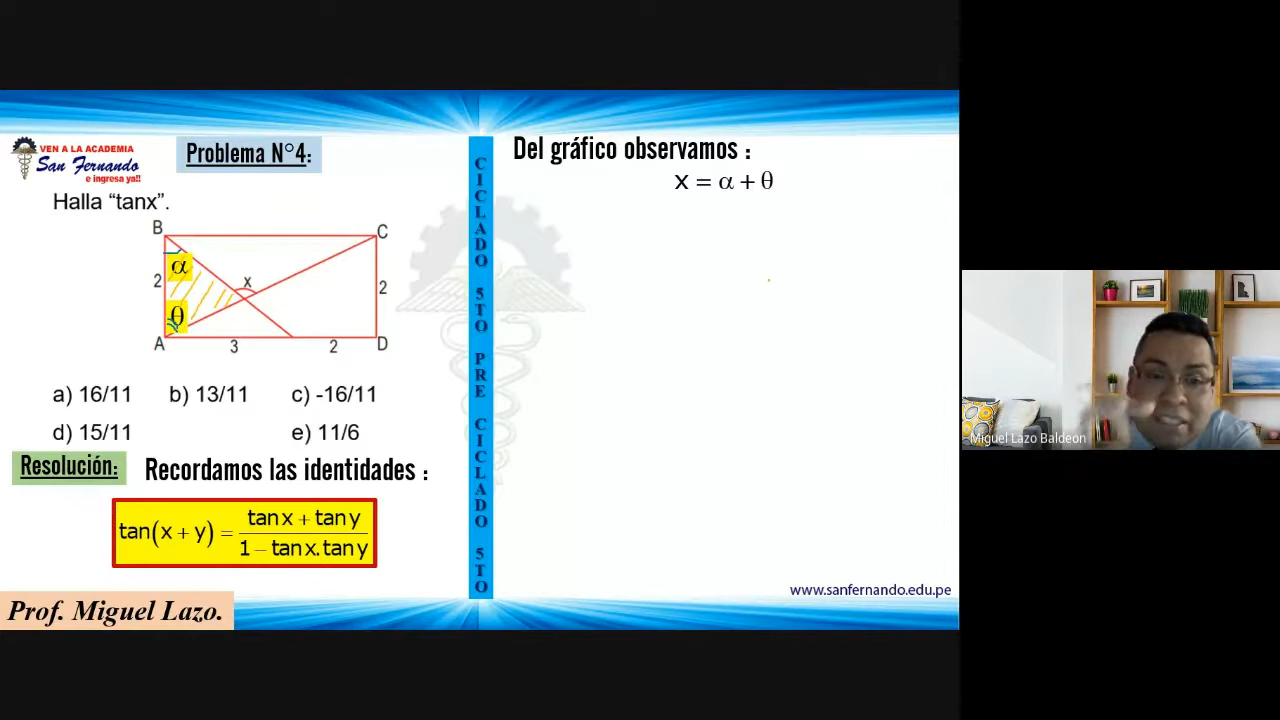 VEN A LA ACADEMIA
San Fernando
e ingresa ya!!
Problema N°4:
Halla “tanx”.
B
C
α
2
x
2
θ
A
D
3
2
a) 16/11 b) 13/11 c) -16/11
d) 15/11 e) 11/6
Resolución:
Recordamos las identidades :
tan(x + y) = (tanx + tany)/(1 − tanx.tany)
Prof. Miguel Lazo.
CICLADO 5TO PRE CICLADO 5TO
Del gráfico observamos :
x = α + θ
www.sanfernando.edu.pe
Miguel Lazo Baldeon